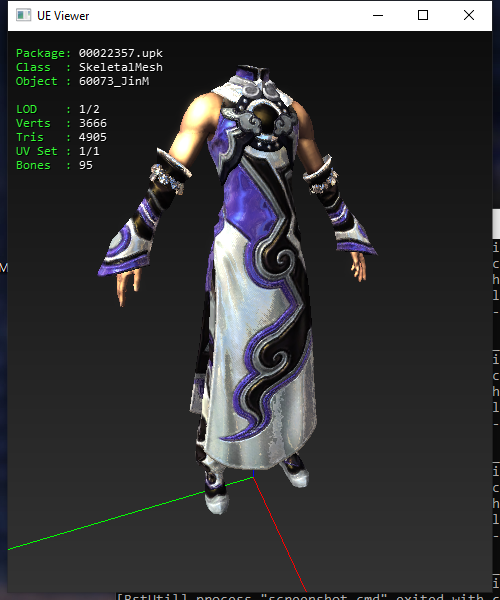 UE Viewer
Package: 00022357.upk
Class : SkeletalMesh
Object : 60073_JinM
LOD : 1/2
Verts : 3666
Tris : 4905
UV Set : 1/1
Bones : 95
M
i
c
h
l
-
i
c
h
l
-
i
c
h
l
-
i
[BstUtil] process "screenshot.cmd" exited with c